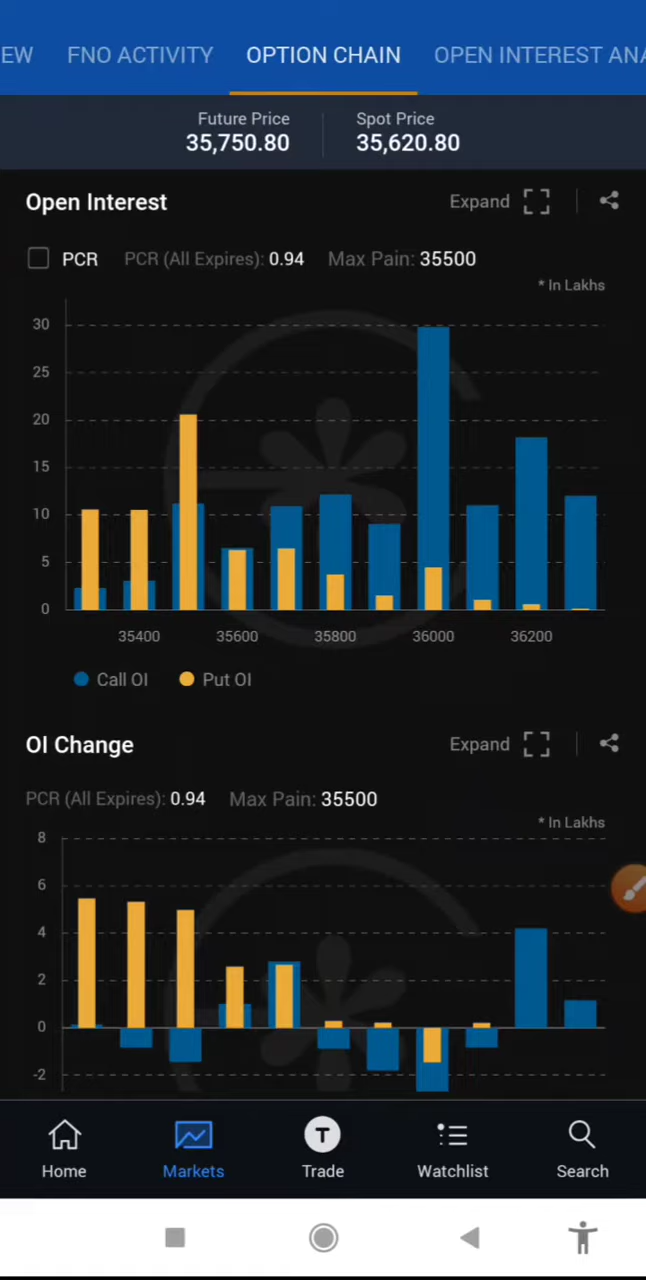 EW FNO ACTIVITY OPTION CHAIN OPEN INTEREST ANA
Future Price Spot Price
35,750.80 35,620.80
Open Interest Expand
PCR PCR (All Expires): 0.94 Max Pain: 35500
* In Lakhs
30
25
20
15
10
5
0
35400 35600 35800 36000 36200
Call OI Put OI
OI Change Expand
PCR (All Expires): 0.94 Max Pain: 35500
* In Lakhs
8
6
4
2
0
-2
T
Home Markets Trade Watchlist Search